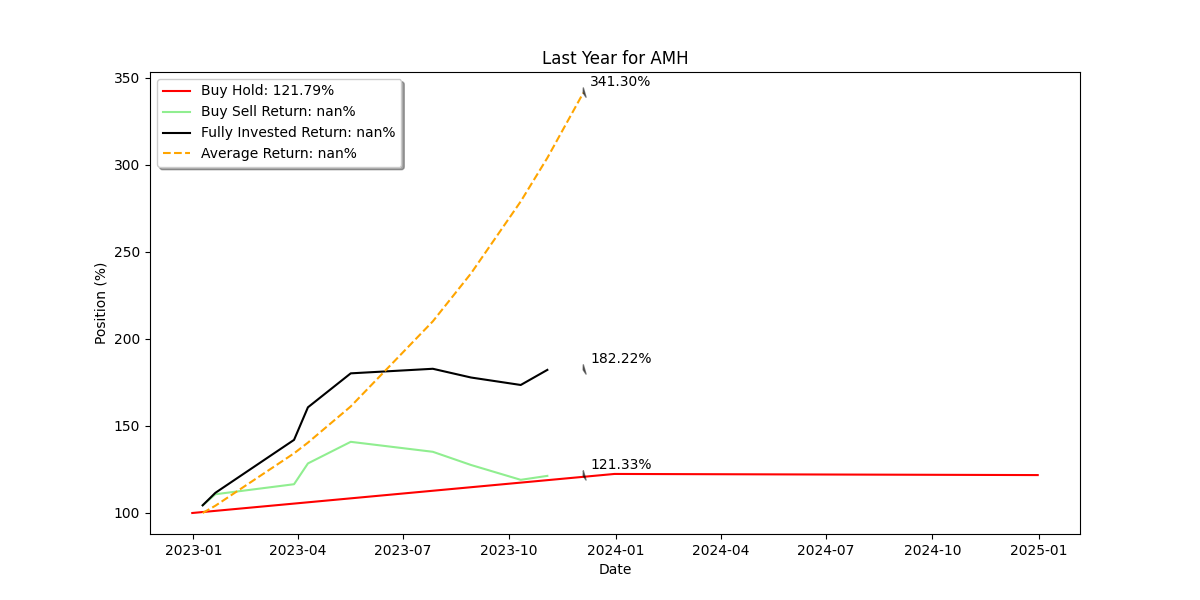 Last Year for AMH
350
300
250
200
150
100
Position (%)
Buy Hold: 121.79%
Buy Sell Return: nan%
Fully Invested Return: nan%
Average Return: nan%
341.30%
182.22%
121.33%
2023-01
2023-04
2023-07
2023-10
2024-01
2024-04
2024-07
2024-10
2025-01
Date